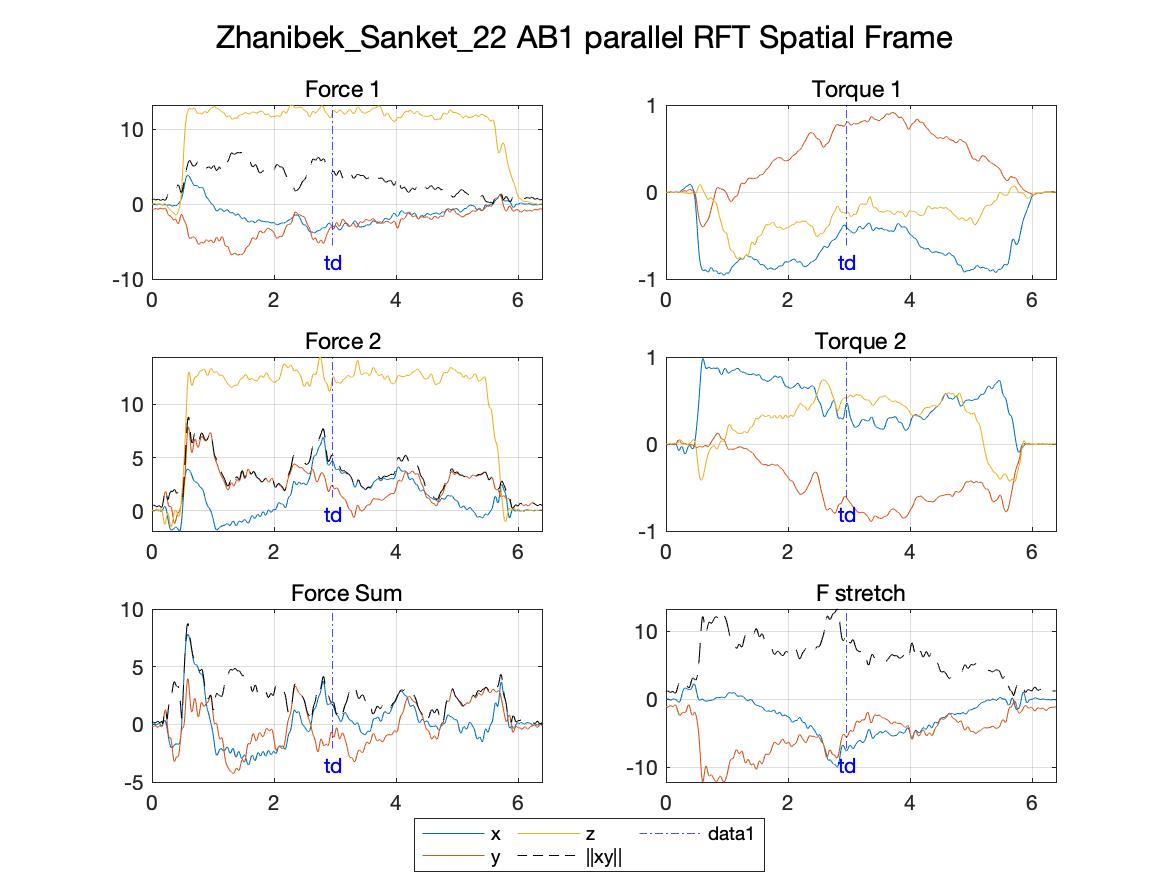 Zhanibek_Sanket_22 AB1 parallel RFT Spatial Frame
Force 1
10
0
-10
td
0 2 4 6
Torque 1
1
0
-1
td
0 2 4 6
Force 2
10
5
0
td
0 2 4 6
Torque 2
1
0
-1
td
0 2 4 6
Force Sum
10
5
0
-5
td
0 2 4 6
F stretch
10
0
-10
td
0 2 4 6
x z data1
y ||xy||